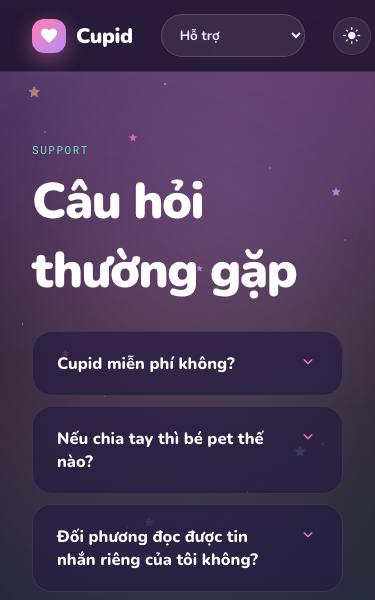 Cupid
Hỗ trợ
SUPPORT
Câu hỏi
thường gặp
Cupid miễn phí không?
Nếu chia tay thì bé pet thế
nào?
Đối phương đọc được tin
nhắn riêng của tôi không?